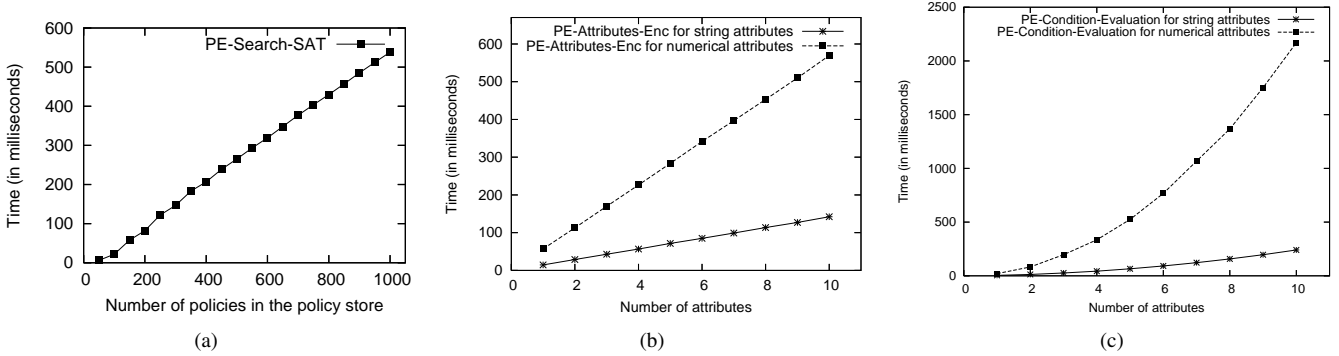 600
500
400
300
200
100
0
0 200 400 600 800 1000
Time (in milliseconds)
Number of policies in the policy store
PE-Search-SAT
(a)
600
500
400
300
200
100
0
0 2 4 6 8 10
Time (in milliseconds)
Number of attributes
PE-Attributes-Enc for string attributes
PE-Attributes-Enc for numerical attributes
(b)
2500
2000
1500
1000
500
0
0 2 4 6 8 10
Time (in milliseconds)
Number of attributes
PE-Condition-Evaluation for string attributes
PE-Condition-Evaluation for numerical attributes
(c)